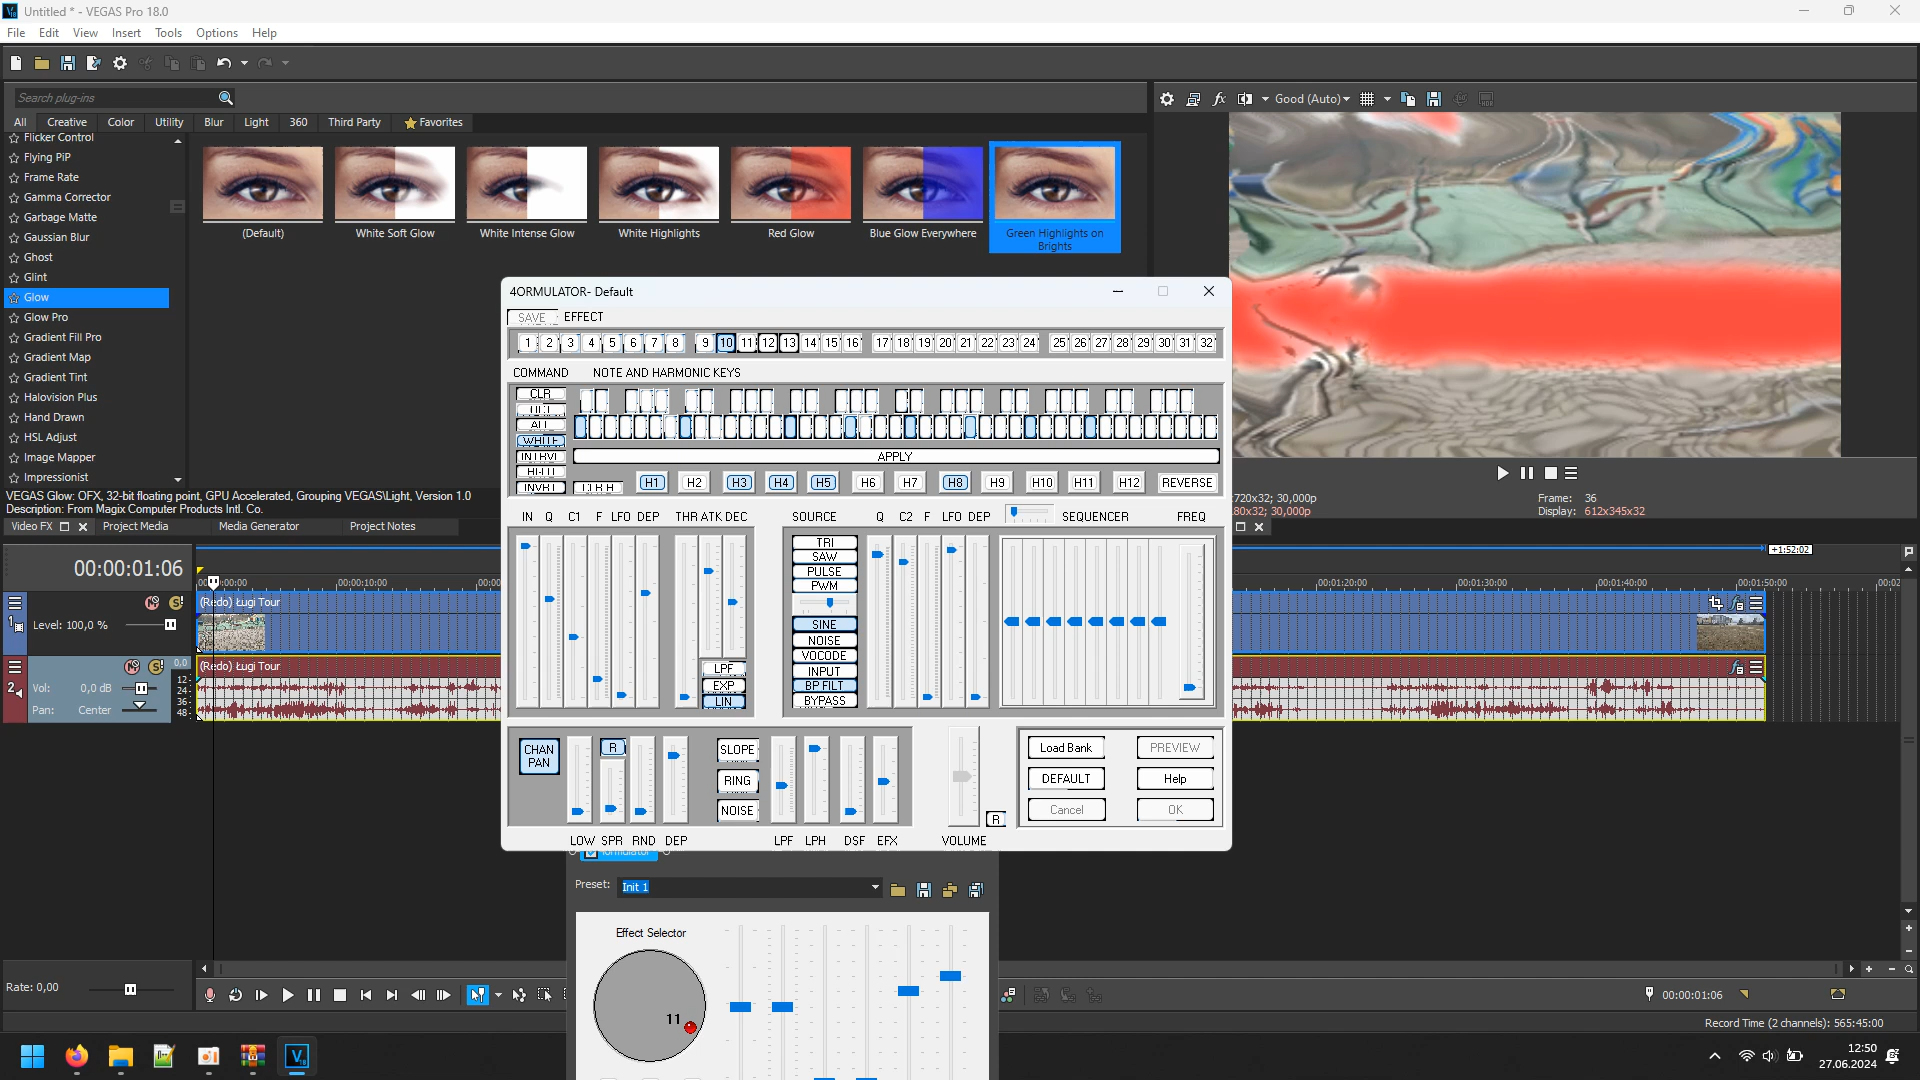 Untitled * - VEGAS Pro 18.0
File Edit View Insert Tools Options Help
Search plug-ins
Good (Auto)
All Creative Color Utility Blur Light 360 Third Party Favorites
Flicker Control
Flying PiP
Frame Rate
Gamma Corrector
Garbage Matte
Gaussian Blur
Ghost
Glint
Glow
Glow Pro
Gradient Fill Pro
Gradient Map
Gradient Tint
Halovision Plus
Hand Drawn
HSL Adjust
Image Mapper
Impressionist
(Default)
White Soft Glow
White Intense Glow
White Highlights
Red Glow
Blue Glow Everywhere
Green Highlights on Brights
VEGAS Glow: OFX, 32-bit floating point, GPU Accelerated, Grouping VEGAS\Light, Version 1.0
Description: From Magix Computer Products Intl. Co.
Video FX Project Media Media Generator Project Notes
720x32; 30,000p
80x32; 30,000p
Frame: 36
Display: 612x345x32
4ORMULATOR- Default
SAVE EFFECT
1 2 3 4 5 6 7 8 9 10 11 12 13 14 15 16 17 18 19 20 21 22 23 24 25 26 27 28 29 30 31 32
COMMAND NOTE AND HARMONIC KEYS
CLR
ALL
WHITE
INTRVL
INVRT
APPLY
H1 H2 H3 H4 H5 H6 H7 H8 H9 H10 H11 H12 REVERSE
IN Q C1 F LFO DEP THR ATK DEC SOURCE Q C2 F LFO DEP SEQUENCER FREQ
TRI
SAW
PULSE
PWM
SINE
NOISE
VOCODE
INPUT
BP FILT
BYPASS
LPF
EXP
LIN
CHAN PAN
R
SLOPE
RING
NOISE
R
Load Bank PREVIEW
DEFAULT Help
Cancel OK
LOW SPR RND DEP LPF LPH DSF EFX VOLUME
Preset: Init 1
Effect Selector
11
00:00:01:06
00:00:10:00
+1:52:02
00:01:20:00 00:01:30:00 00:01:40:00 00:01:50:00
(Redo) Ługi Tour
1
Level: 100,0 %
(Redo) Ługi Tour
2
Vol: 0,0 dB
Pan: Center
0.0
12
24
36
48
Rate: 0,00
00:00:01:06
Record Time (2 channels): 565:45:00
12:50
27.06.2024